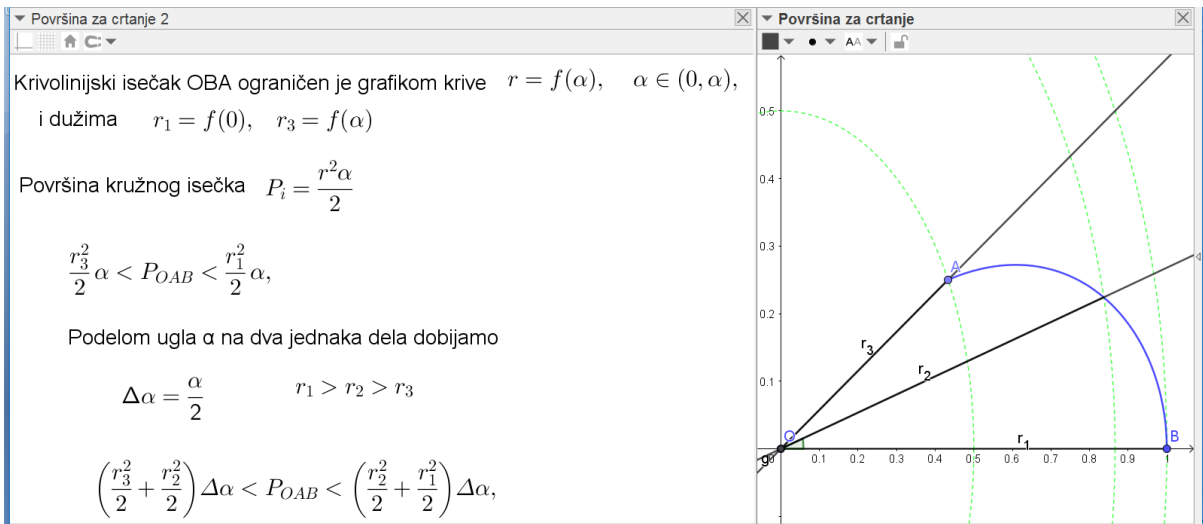 Površina za crtanje 2
Krivolinijski isečak OBA ograničen je grafikom krive r = f(α), α ∈ (0, α),
i dužima r₁ = f(0), r₃ = f(α)
Površina kružnog isečka Pᵢ = r²α/2
r₃²/2 α < P_OAB < r₁²/2 α,
Podelom ugla α na dva jednaka dela dobijamo
Δα = α/2 r₁ > r₂ > r₃
(r₃²/2 + r₂²/2) Δα < P_OAB < (r₂²/2 + r₁²/2) Δα,
Površina za crtanje
AA
0.5
0.4
0.3
A
0.2
r₃
r₂
0.1
O
r₁
B
g
0 0.1 0.2 0.3 0.4 0.5 0.6 0.7 0.8 0.9 1